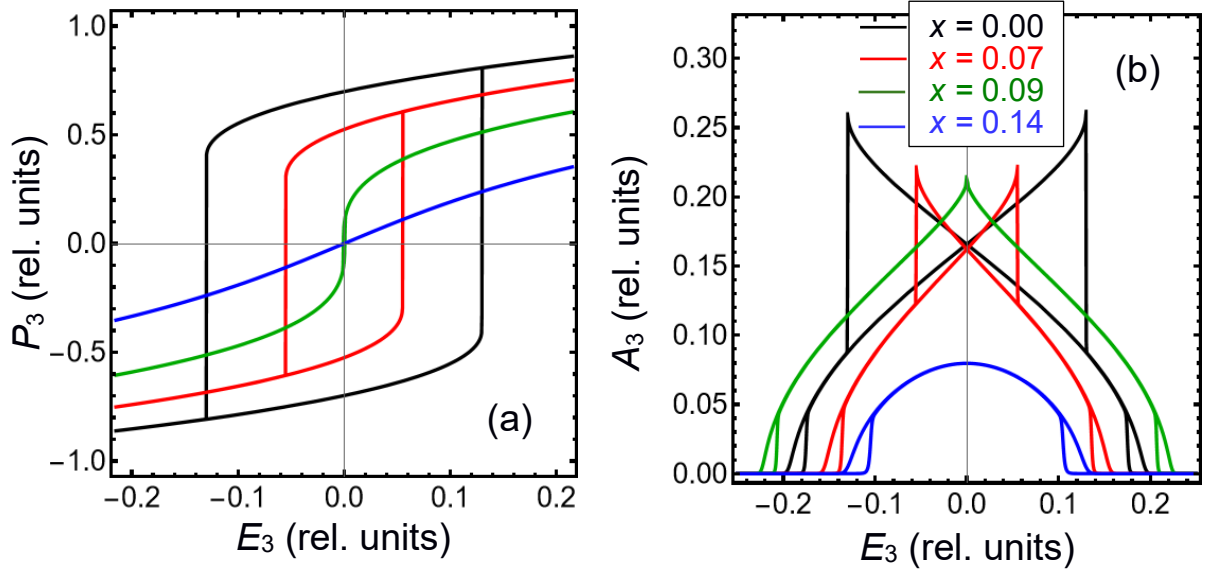 1.0
0.5
0.0
−0.5
−1.0
P3 (rel. units)
(a)
−0.2 −0.1 0.0 0.1 0.2
E3 (rel. units)
x = 0.00
x = 0.07
x = 0.09
x = 0.14
(b)
0.30
0.25
0.20
0.15
0.10
0.05
0.00
A3 (rel. units)
−0.2 −0.1 0.0 0.1 0.2
E3 (rel. units)